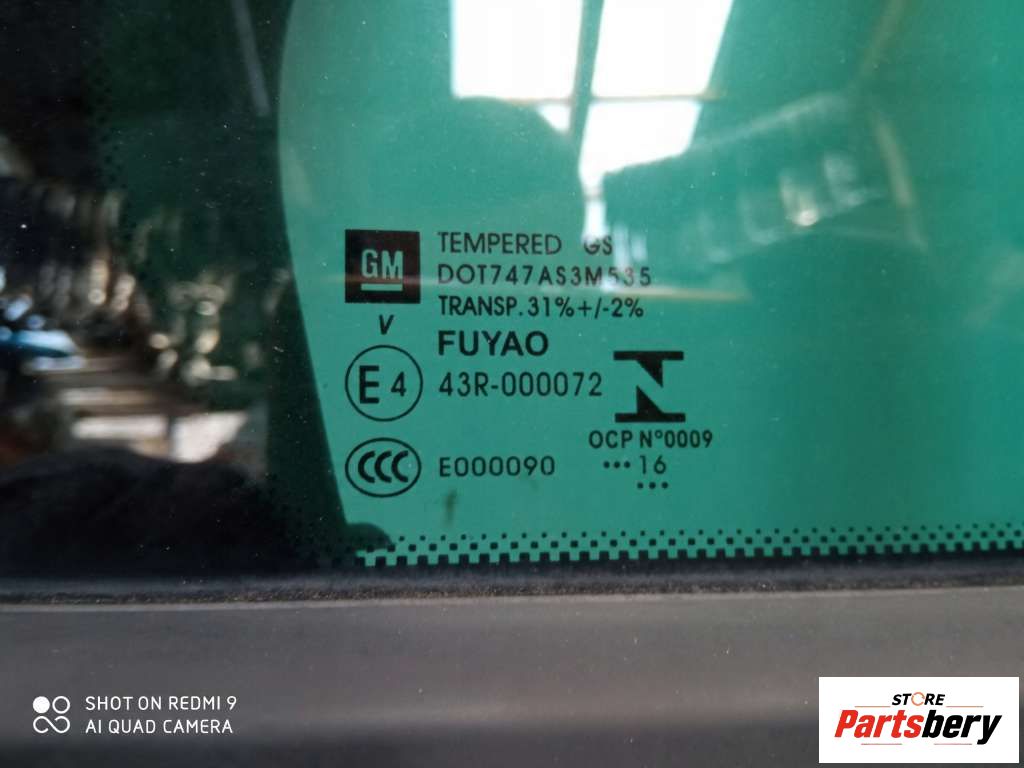 GM
TEMPERED GS
DOT747AS3M535
TRANSP.31%+/-2%
V
FUYAO
E4
43R-000072
N
OCP N°0009
CCC
E000090
•••16
•••
SHOT ON REDMI 9
AI QUAD CAMERA
STORE
Partsbery